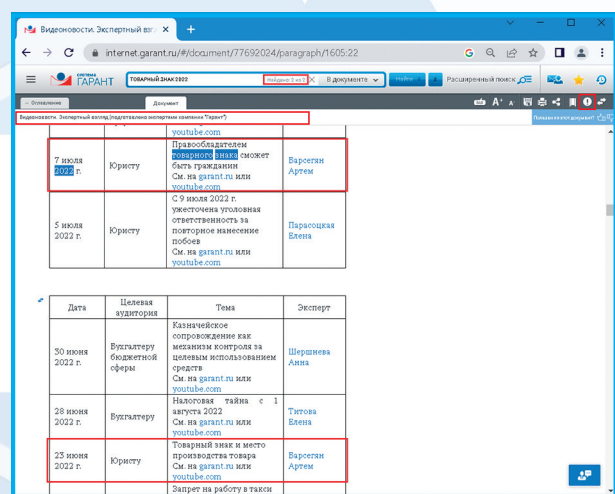 Видеоновости. Экспертный взгл
internet.garant.ru/#/document/77692024/paragraph/1605:22
СИСТЕМА
ГАРАНТ
ТОВАРНЫЙ ЗНАК 2022
Найдено: 2 из 2
В документе
Найти
Расширенный поиск
← Оглавление
Документ
Видеоновости. Экспертный взгляд (подготовлено экспертами компании "Гарант")
youtube.com
7 июля
2022 г.
Юристу
Правообладателем
товарного знака сможет
быть гражданин
См. на garant.ru или
youtube.com
Варсегян
Артем
5 июля
2022 г.
Юристу
С 9 июля 2022 г.
ужесточена уголовная
ответственность за
повторное нанесение
побоев
См. на garant.ru или
youtube.com
Парасоцкая
Елена
Дата
Целевая
аудитория
Тема
Эксперт
30 июня
2022 г.
Бухгалтеру
бюджетной
сферы
Казначейское
сопровождение как
механизм контроля за
целевым использованием
средств
См. на garant.ru или
youtube.com
Шершнева
Анна
28 июня
2022 г.
Бухгалтеру
Налоговая тайна с 1
августа 2022
См. на garant.ru или
youtube.com
Титова
Елена
23 июня
2022 г.
Юристу
Товарный знак и место
производства товара
См. на garant.ru или
youtube.com
Варсегян
Артем
Запрет на работу в такси